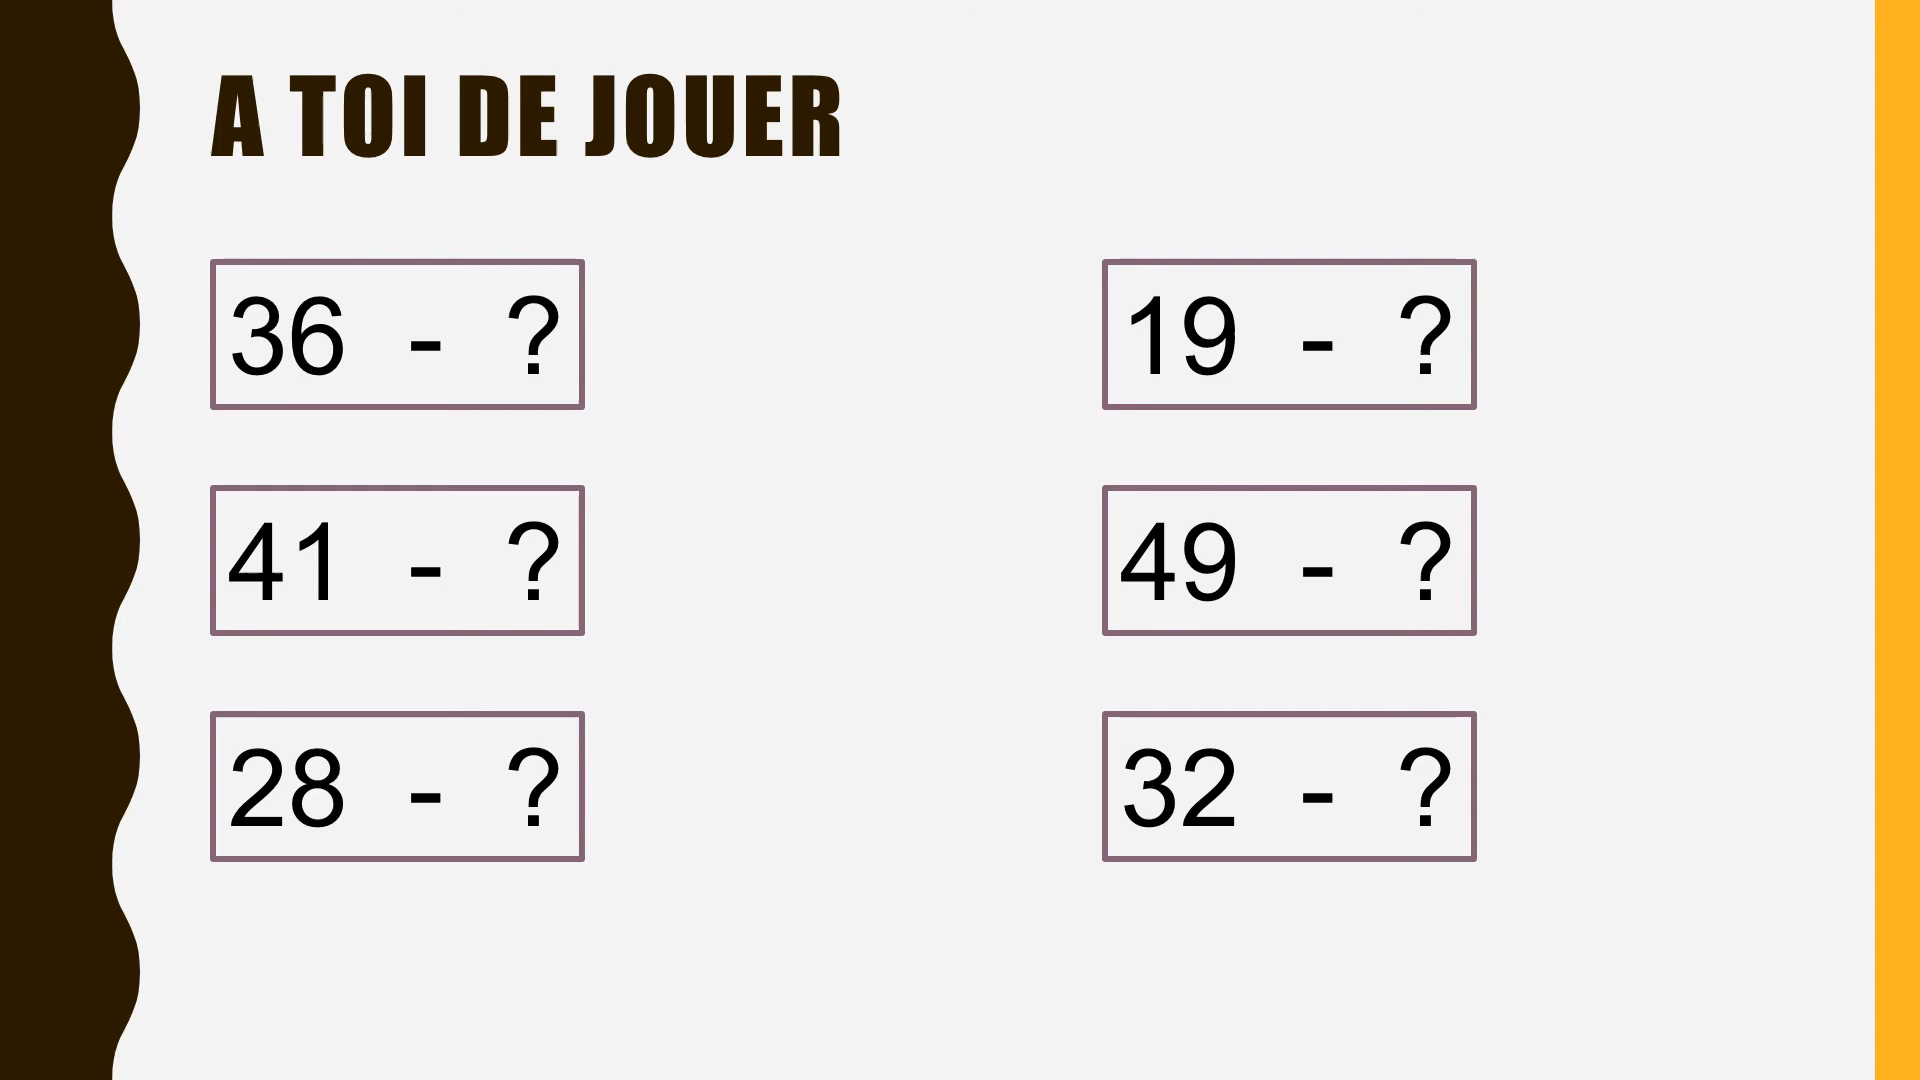 A TOI DE JOUER
36 - ?
19 - ?
41 - ?
49 - ?
28 - ?
32 - ?